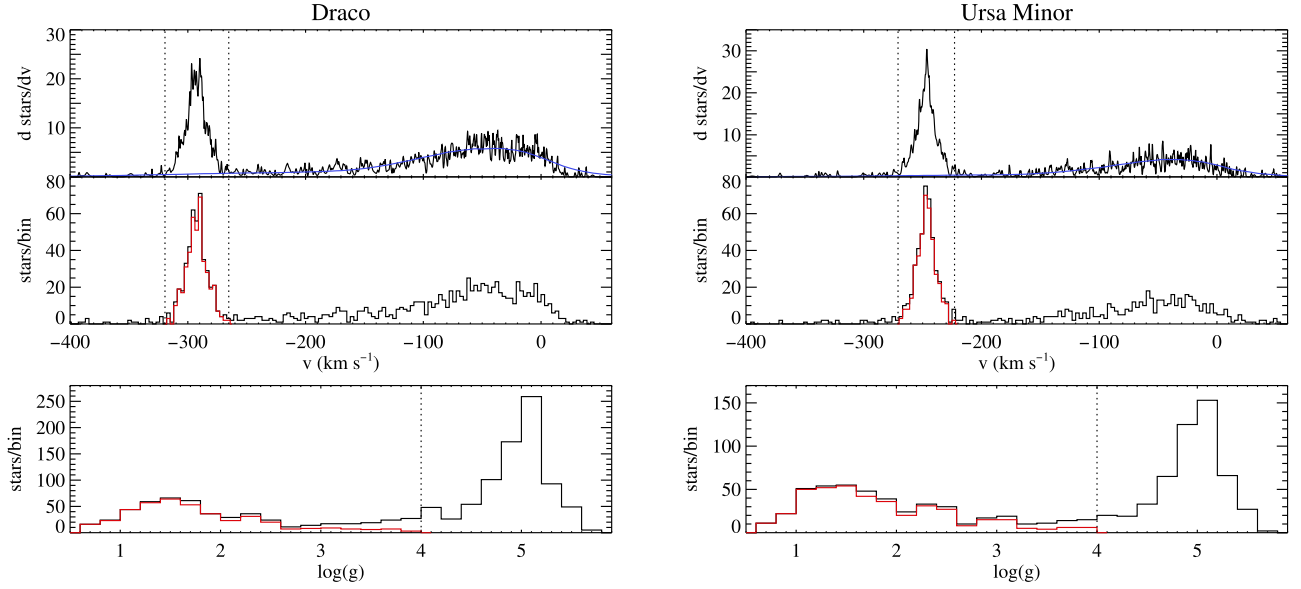 Draco
Ursa Minor
d stars/dv
30
20
10
d stars/dv
30
20
10
stars/bin
80
60
40
20
0
stars/bin
80
60
40
20
0
−400 −300 −200 −100 0
−400 −300 −200 −100 0
v (km s⁻¹)
v (km s⁻¹)
stars/bin
250
200
150
100
50
0
stars/bin
150
100
50
0
1 2 3 4 5
1 2 3 4 5
log(g)
log(g)